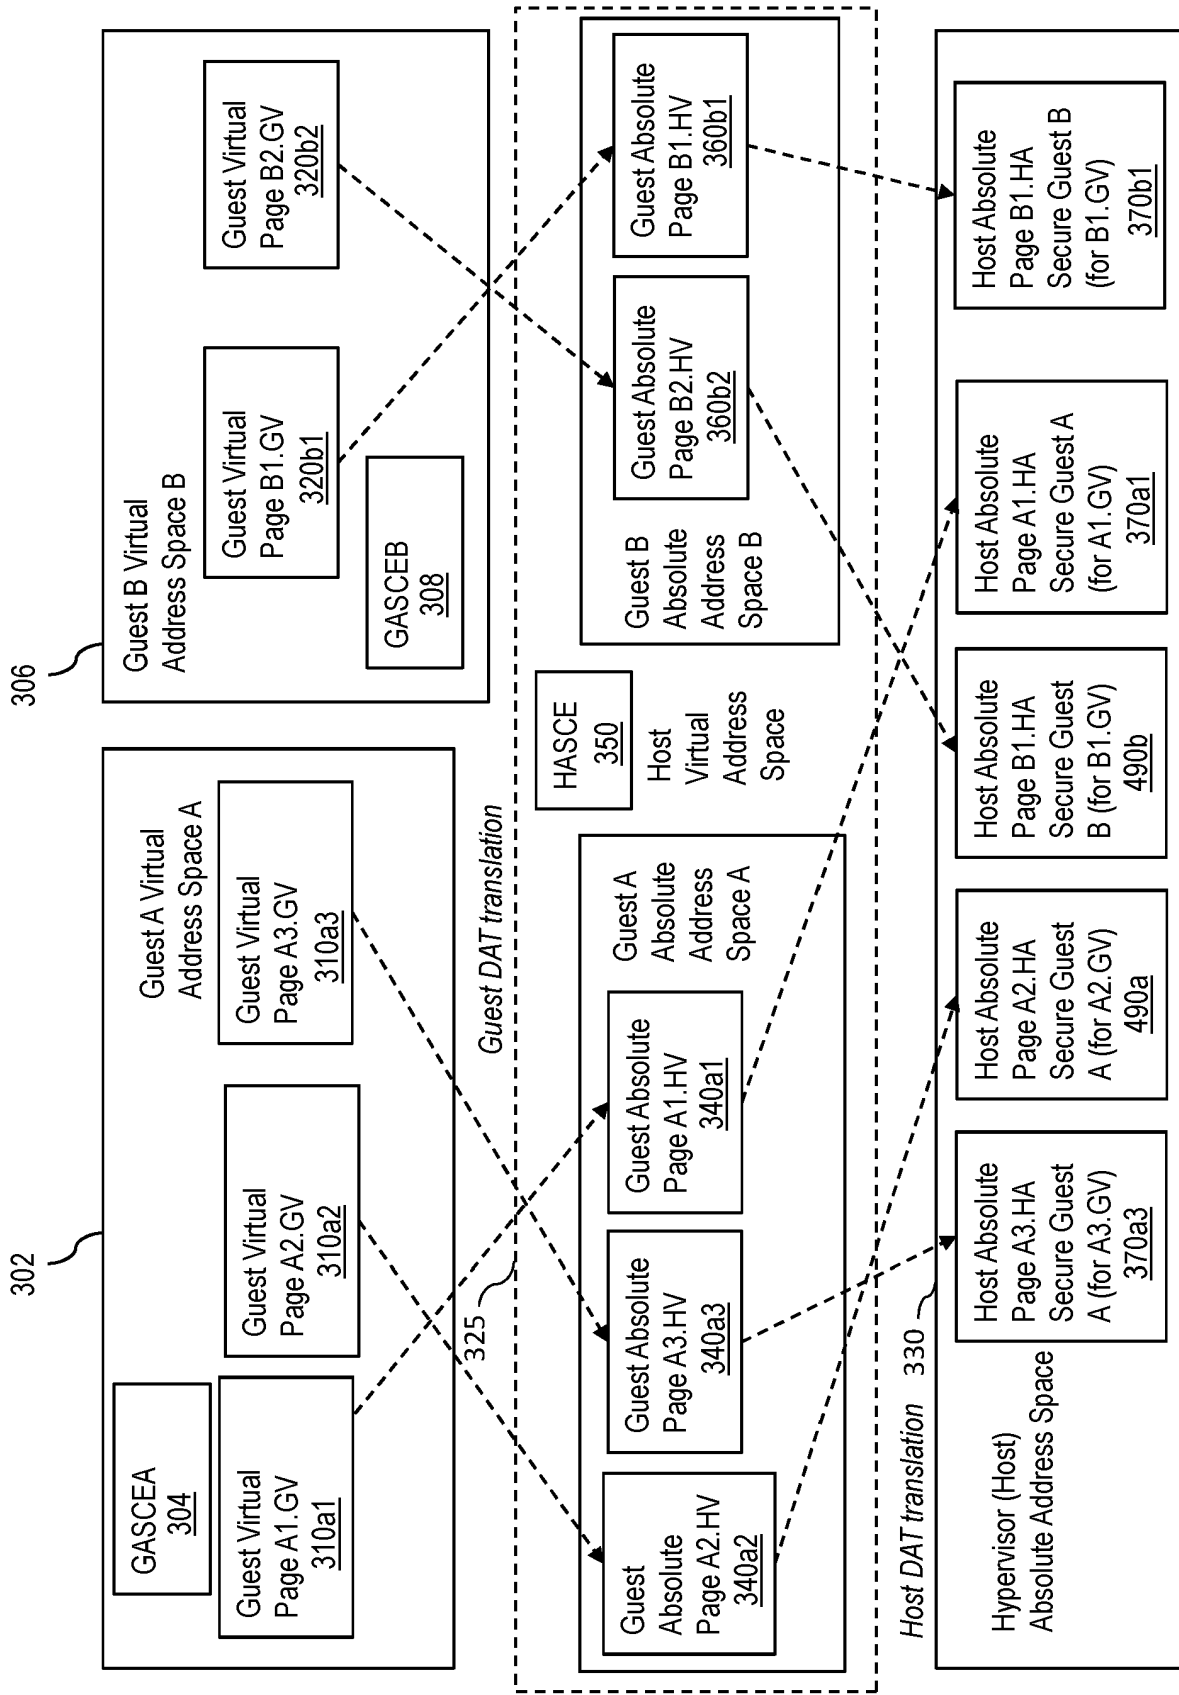 302
GASCEA
304
Guest Virtual
Page A1.GV
310a1
Guest Virtual
Page A2.GV
310a2
Guest A Virtual
Address Space A
Guest Virtual
Page A3.GV
310a3
306
Guest B Virtual
Address Space B
Guest Virtual
Page B1.GV
320b1
Guest Virtual
Page B2.GV
320b2
GASCEB
308
325
Guest DAT translation
Guest
Absolute
Page A2.HV
340a2
Guest Absolute
Page A3.HV
340a3
Guest Absolute
Page A1.HV
340a1
Guest A
Absolute
Address
Space A
HASCE
350
Host
Virtual
Address
Space
Guest B
Absolute
Address
Space B
Guest Absolute
Page B2.HV
360b2
Guest Absolute
Page B1.HV
360b1
Host DAT translation 330
Hypervisor (Host)
Absolute Address Space
Host Absolute
Page A3.HA
Secure Guest
A (for A3.GV)
370a3
Host Absolute
Page A2.HA
Secure Guest
A (for A2.GV)
490a
Host Absolute
Page B1.HA
Secure Guest
B (for B1.GV)
490b
Host Absolute
Page A1.HA
Secure Guest A
(for A1.GV)
370a1
Host Absolute
Page B1.HA
Secure Guest B
(for B1.GV)
370b1